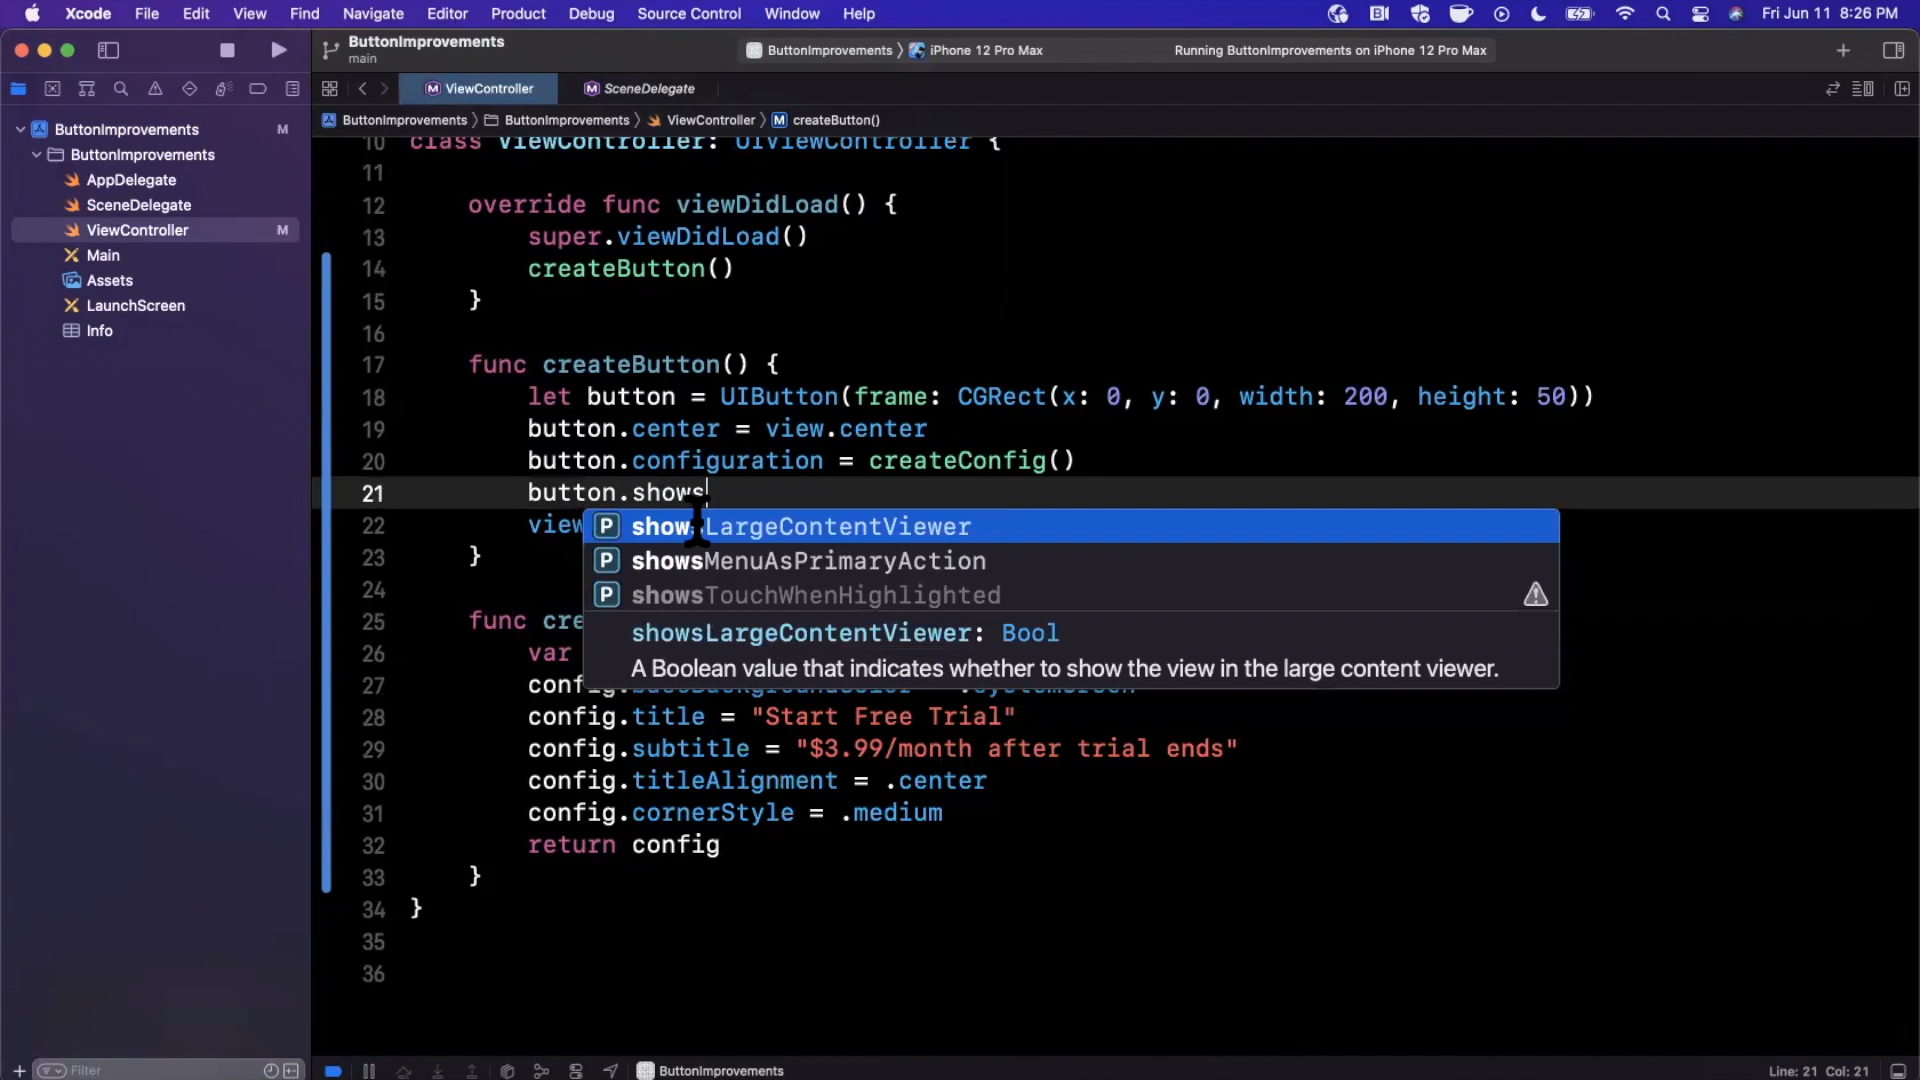 Xcode File Edit View Find Navigate Editor Product Debug Source Control Window Help Fri Jun 11 8:26 PM
ButtonImprovements
main
ButtonImprovements iPhone 12 Pro Max Running ButtonImprovements on iPhone 12 Pro Max
ViewController SceneDelegate
ButtonImprovements ButtonImprovements ViewController M createButton()
ButtonImprovements M
ButtonImprovements
AppDelegate
SceneDelegate
ViewController M
Main
Assets
LaunchScreen
Info
10 class ViewController: UIViewController {
11
12 override func viewDidLoad() {
13 super.viewDidLoad()
14 createButton()
15 }
16
17 func createButton() {
18 let button = UIButton(frame: CGRect(x: 0, y: 0, width: 200, height: 50))
19 button.center = view.center
20 button.configuration = createConfig()
21 button.shows
22 view
23 }
24
25 func cre
26 var
27 config.
28 config.title = "Start Free Trial"
29 config.subtitle = "$3.99/month after trial ends"
30 config.titleAlignment = .center
31 config.cornerStyle = .medium
32 return config
33 }
34 }
35
36
P showsLargeContentViewer
P showsMenuAsPrimaryAction
P showsTouchWhenHighlighted
showsLargeContentViewer: Bool
A Boolean value that indicates whether to show the view in the large content viewer.
Filter
ButtonImprovements
Line: 21 Col: 21